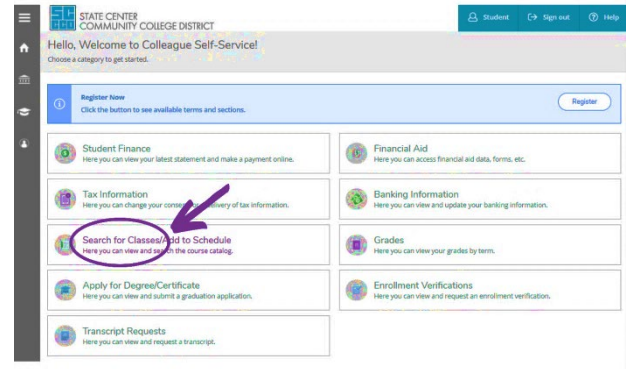 STATE CENTER
COMMUNITY COLLEGE DISTRICT
Student
Sign out
Help
Hello, Welcome to Colleague Self-Service!
Choose a category to get started.
Register Now
Click the button to see available terms and sections.
Register
Student Finance
Here you can view your latest statement and make a payment online.
Financial Aid
Here you can access financial aid data, forms, etc.
Tax Information
Here you can change your consent delivery of tax information.
Banking Information
Here you can view and update your banking information.
Search for Classes/Add to Schedule
Here you can view and search the course catalog.
Grades
Here you can view your grades by term.
Apply for Degree/Certificate
Here you can view and submit a graduation application.
Enrollment Verifications
Here you can view and request an enrollment verification.
Transcript Requests
Here you can view and request a transcript.